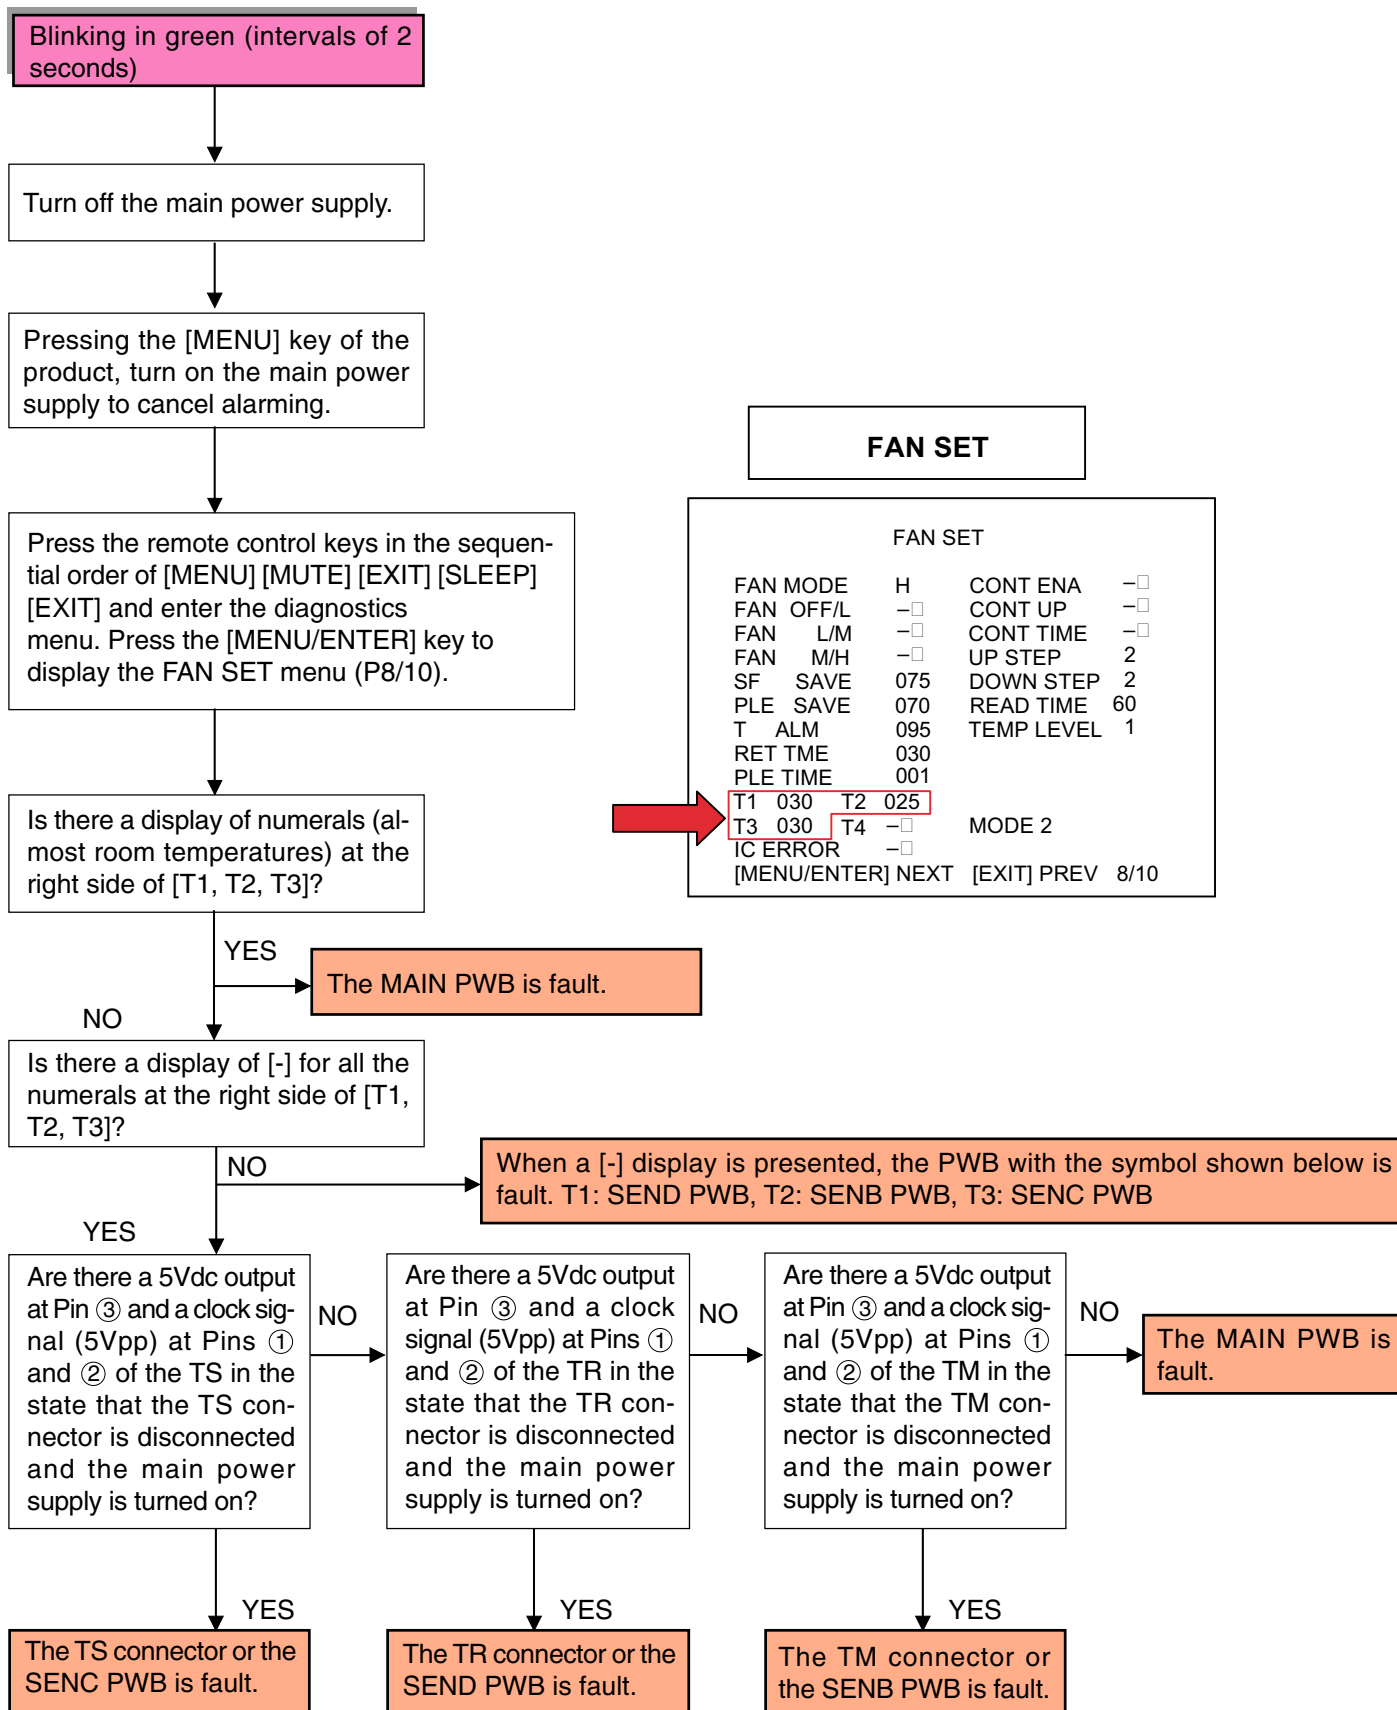 Blinking in green (intervals of 2
seconds)
Turn off the main power supply.
Pressing the [MENU] key of the
product, turn on the main power
supply to cancel alarming.
Press the remote control keys in the sequen-
tial order of [MENU] [MUTE] [EXIT] [SLEEP]
[EXIT] and enter the diagnostics
menu. Press the [MENU/ENTER] key to
display the FAN SET menu (P8/10).
FAN SET
FAN SET
FAN MODE H CONT ENA –□
FAN OFF/L –□ CONT UP –□
FAN L/M –□ CONT TIME –□
FAN M/H –□ UP STEP 2
SF SAVE 075 DOWN STEP 2
PLE SAVE 070 READ TIME 60
T ALM 095 TEMP LEVEL 1
RET TME 030
PLE TIME 001
T1 030 T2 025
T3 030 T4 –□ MODE 2
IC ERROR –□
[MENU/ENTER] NEXT [EXIT] PREV 8/10
Is there a display of numerals (al-
most room temperatures) at the
right side of [T1, T2, T3]?
YES
The MAIN PWB is fault.
NO
Is there a display of [-] for all the
numerals at the right side of [T1,
T2, T3]?
NO
When a [-] display is presented, the PWB with the symbol shown below is
fault. T1: SEND PWB, T2: SENB PWB, T3: SENC PWB
YES
Are there a 5Vdc output
at Pin ③ and a clock sig-
nal (5Vpp) at Pins ①
and ② of the TS in the
state that the TS con-
nector is disconnected
and the main power
supply is turned on?
NO
Are there a 5Vdc output
at Pin ③ and a clock
signal (5Vpp) at Pins ①
and ② of the TR in the
state that the TR con-
nector is disconnected
and the main power
supply is turned on?
NO
Are there a 5Vdc output
at Pin ③ and a clock sig-
nal (5Vpp) at Pins ①
and ② of the TM in the
state that the TM con-
nector is disconnected
and the main power
supply is turned on?
NO
The MAIN PWB is
fault.
YES
The TS connector or the
SENC PWB is fault.
YES
The TR connector or the
SEND PWB is fault.
YES
The TM connector or
the SENB PWB is fault.